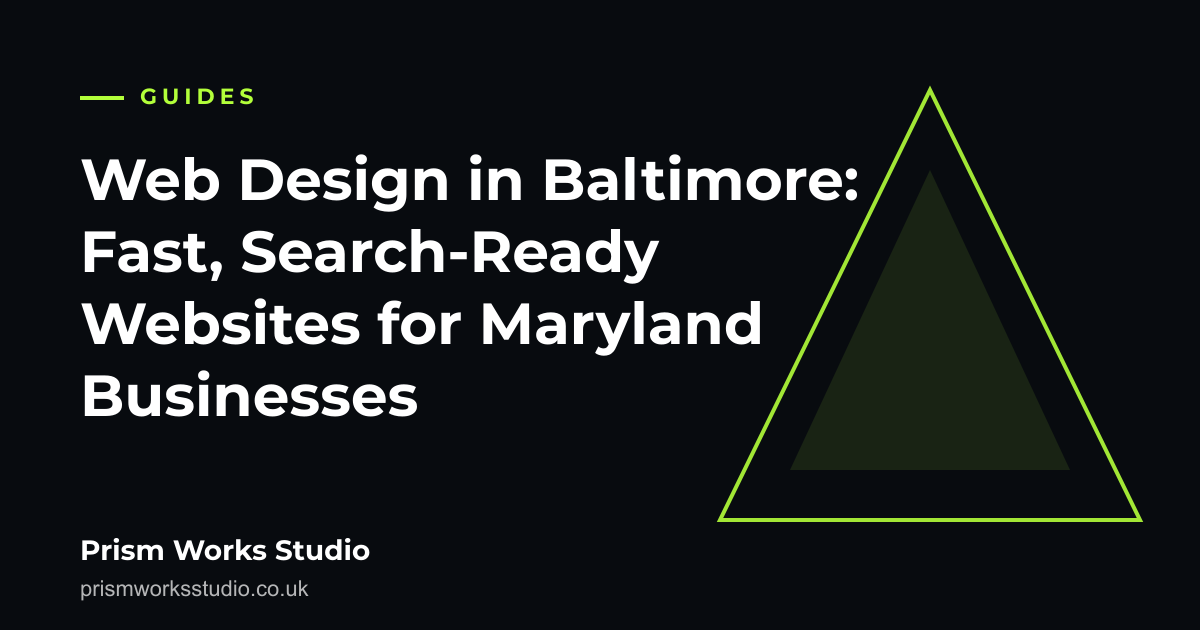 GUIDES
Web Design in Baltimore:
Fast, Search-Ready
Websites for Maryland
Businesses
Prism Works Studio
prismworksstudio.co.uk